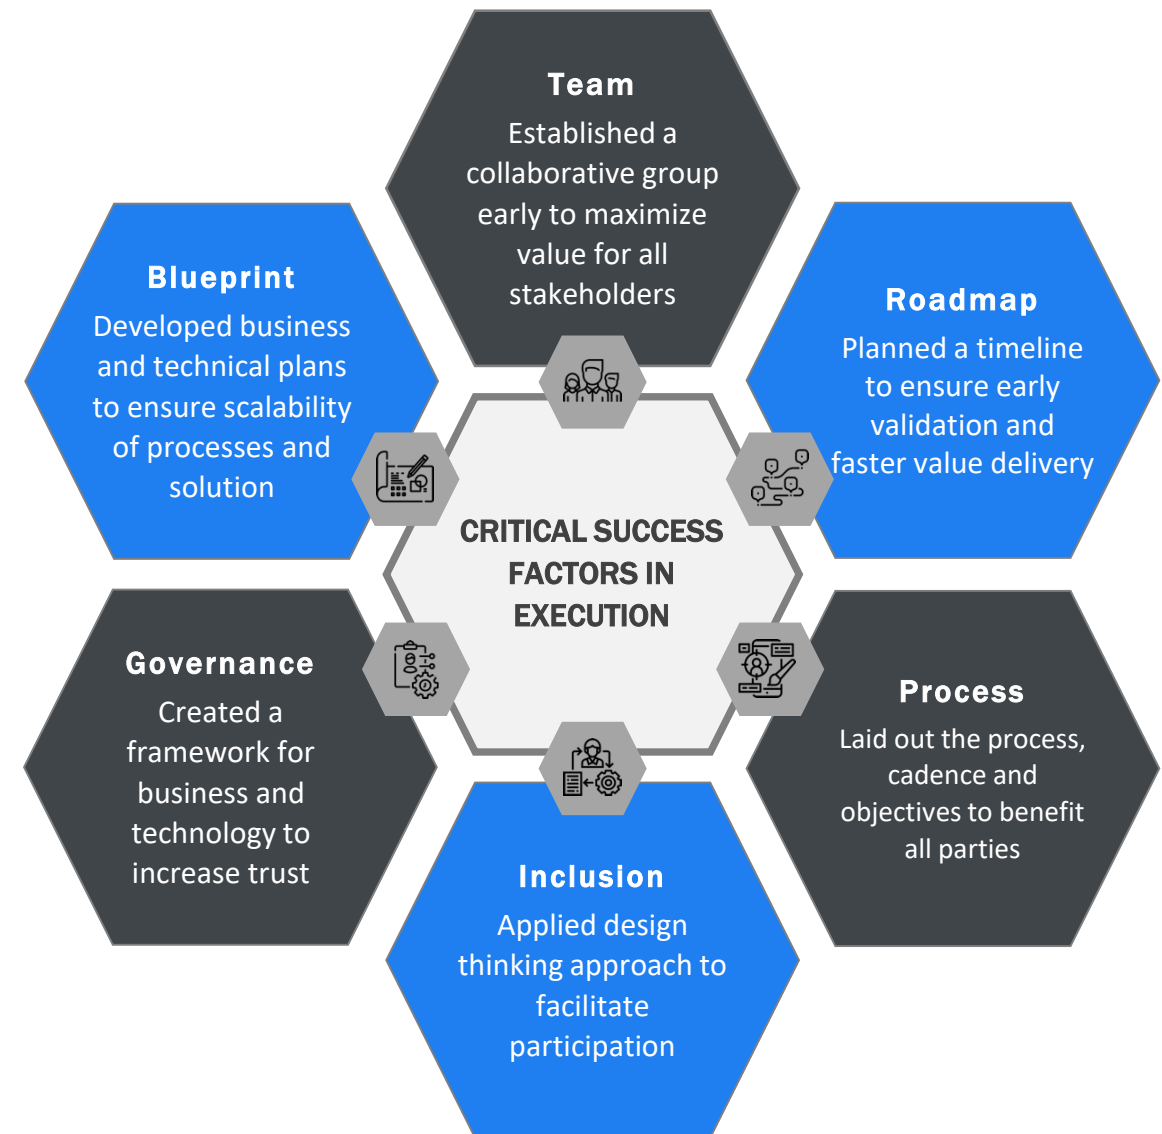 Team
Established a
collaborative group
early to maximize
value for all
stakeholders
Blueprint
Developed business
and technical plans
to ensure scalability
of processes and
solution
Roadmap
Planned a timeline
to ensure early
validation and
faster value delivery
CRITICAL SUCCESS
FACTORS IN
EXECUTION
Governance
Created a
framework for
business and
technology to
increase trust
Process
Laid out the process,
cadence and
objectives to benefit
all parties
Inclusion
Applied design
thinking approach to
facilitate
participation